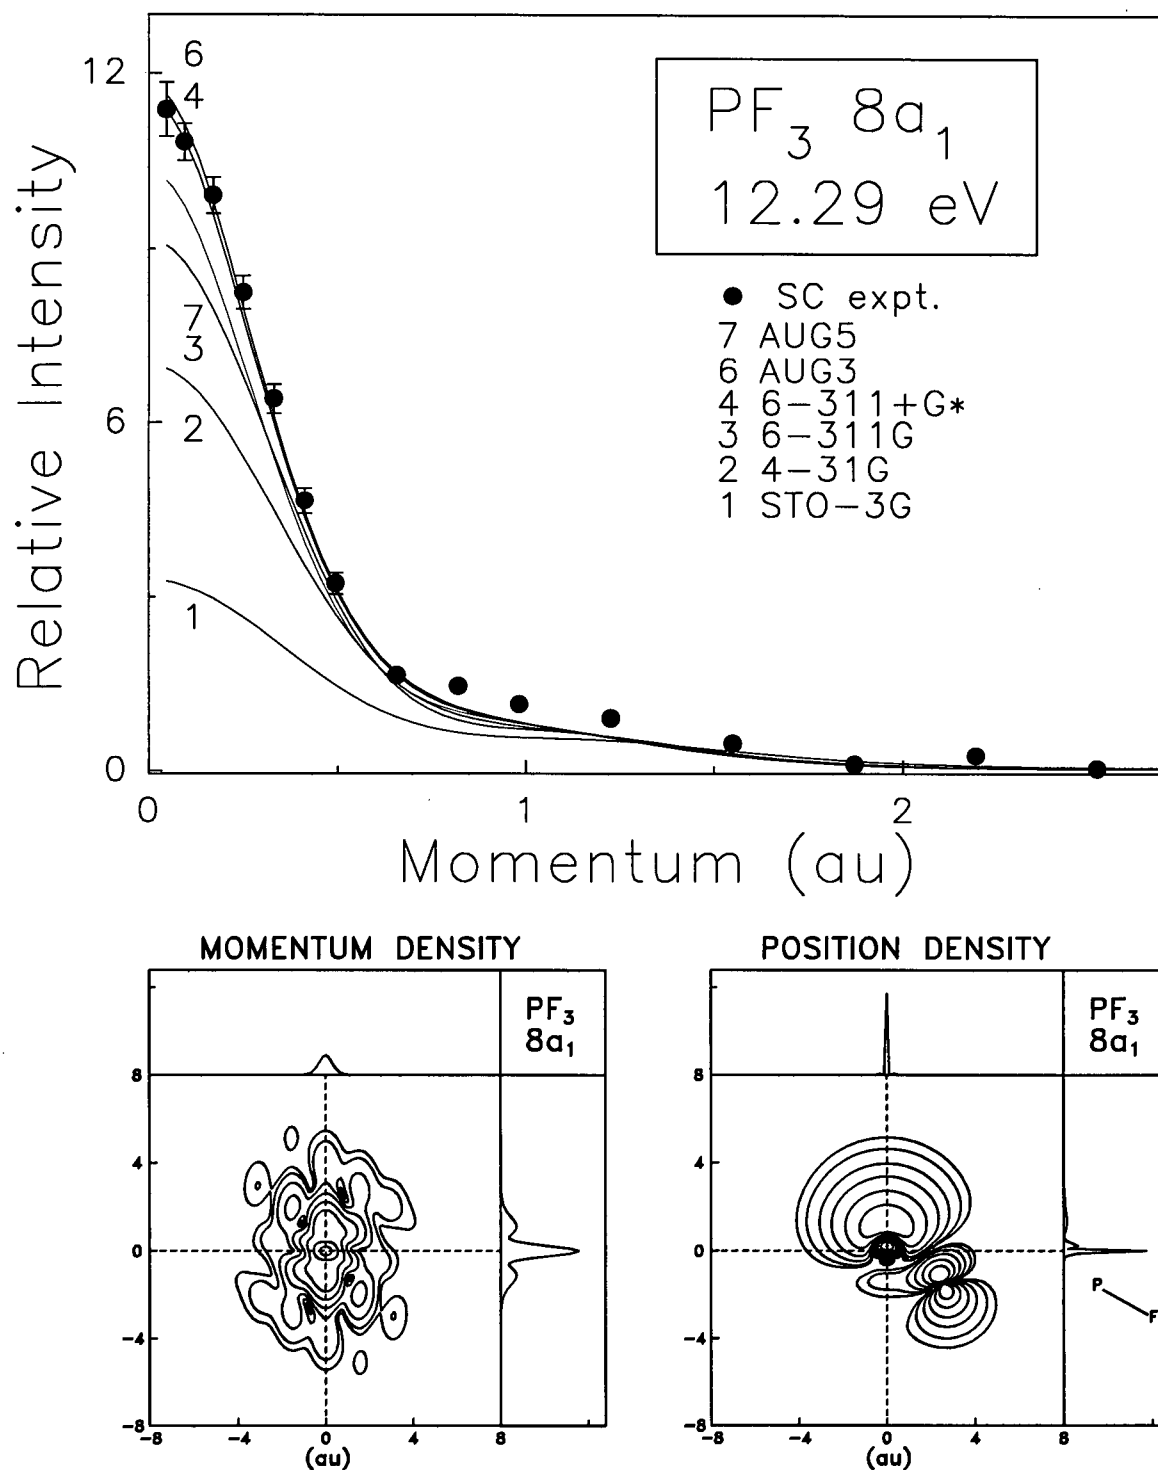 Relative Intensity
12
6
0
6
4
7
3
2
1
PF3 8a1
12.29 eV
● SC expt.
7 AUG5
6 AUG3
4 6-311+G*
3 6-311G
2 4-31G
1 STO-3G
0 1 2
Momentum (au)
MOMENTUM DENSITY
PF3
8a1
8
4
0
-4
-8
-8 -4 0 4 8
(au)
POSITION DENSITY
PF3
8a1
8
4
0
-4
-8
P
F
-8 -4 0 4 8
(au)